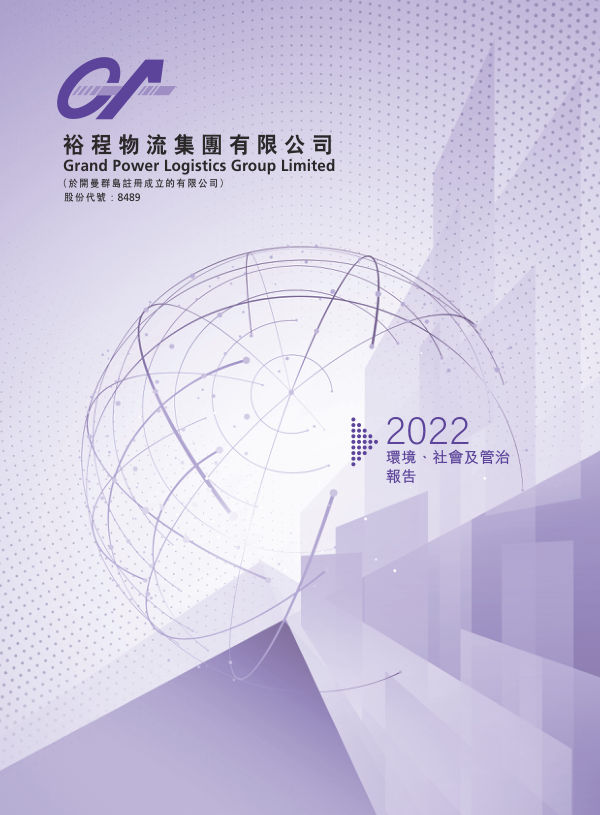 裕程物流集團有限公司
Grand Power Logistics Group Limited
(於開曼群島註冊成立的有限公司)
股份代號：8489
2022
環境、社會及管治
報告